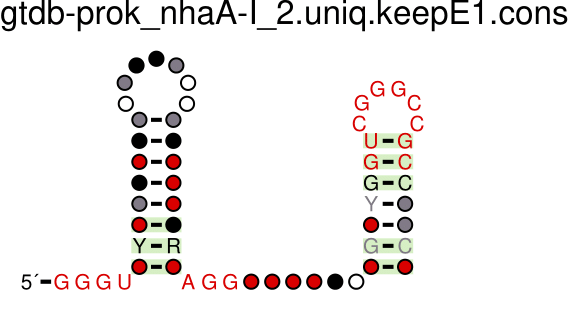 gtdb-prok_nhaA-I_2.uniq.keepE1.cons
G G
G C
C C
U G
G C
G C
Y
Y R
G C
5´ G G G U A G G